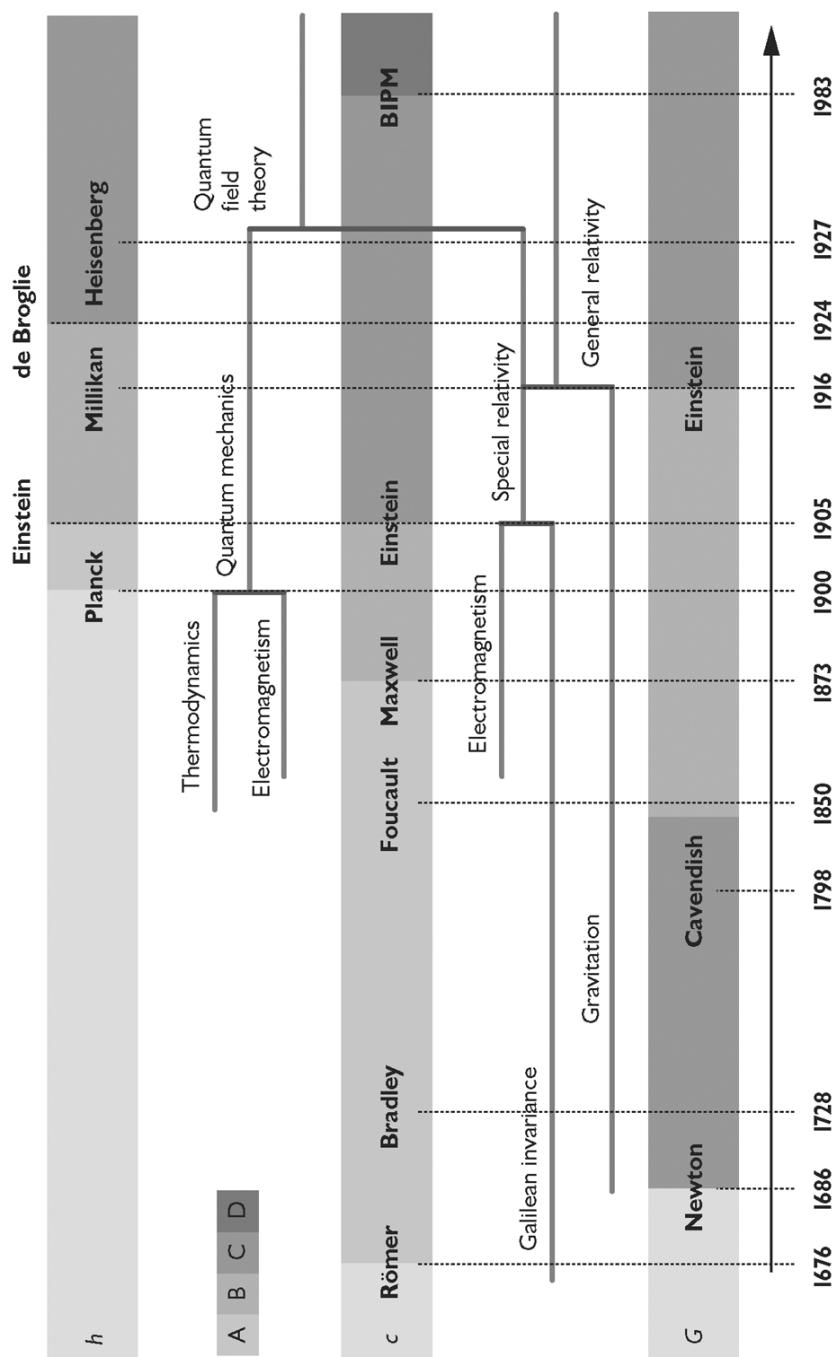 Einstein
de Broglie
h
Planck
Millikan
Heisenberg
A B C D
Thermodynamics
Electromagnetism
Quantum mechanics
Quantum
field
theory
c
Römer
Bradley
Foucault
Maxwell
Einstein
BIPM
Electromagnetism
Special relativity
Galilean invariance
Gravitation
General relativity
G
Newton
Cavendish
Einstein
1676
1686
1728
1798
1850
1873
1900
1905
1916
1924
1927
1983